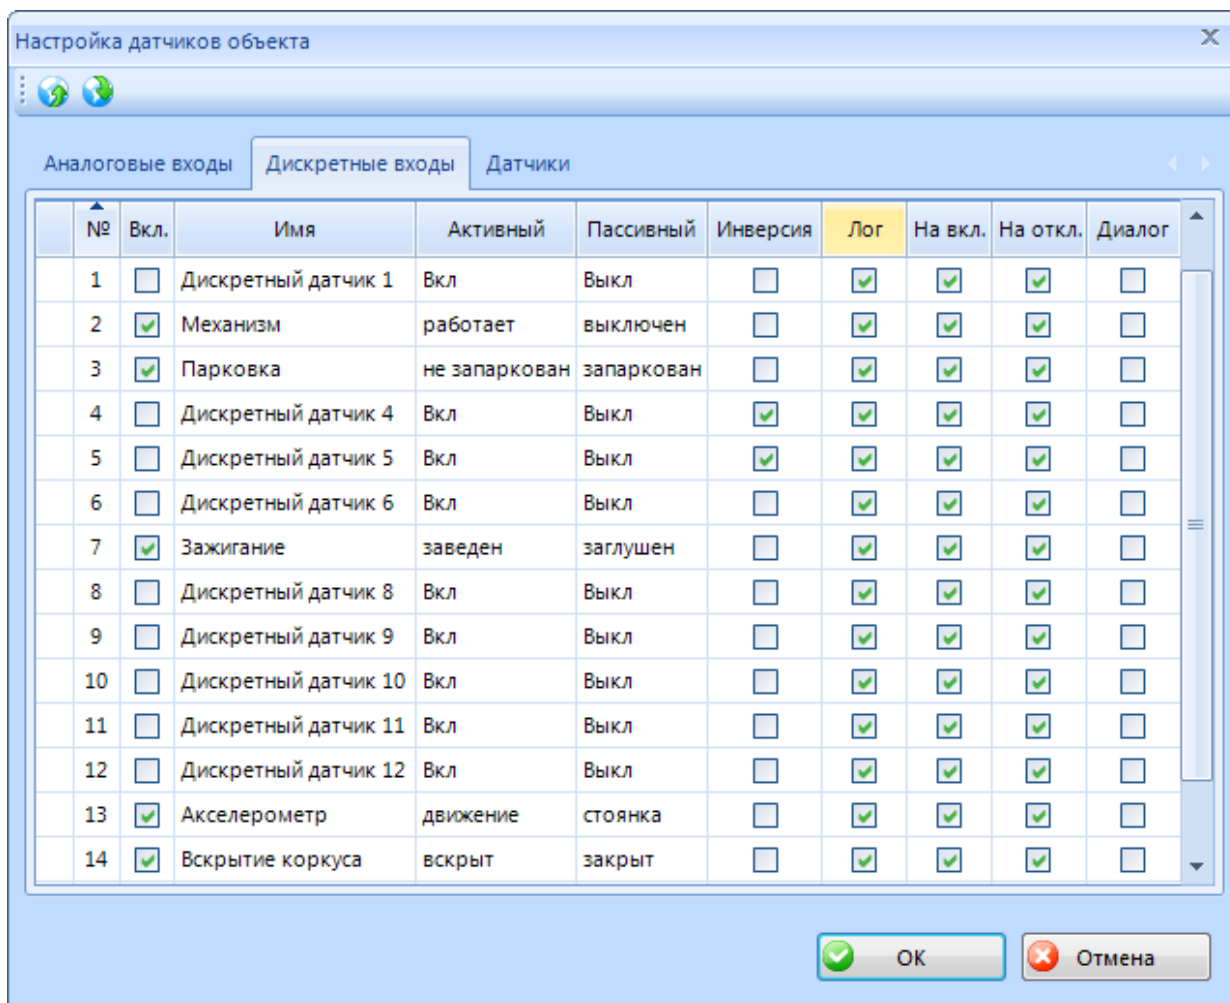 Настройка датчиков объекта
Аналоговые входы Дискретные входы Датчики
№ Вкл. Имя Активный Пассивный Инверсия Лог На вкл. На откл. Диалог
1 Дискретный датчик 1 Вкл Выкл
2 Механизм работает выключен
3 Парковка не запаркован запаркован
4 Дискретный датчик 4 Вкл Выкл
5 Дискретный датчик 5 Вкл Выкл
6 Дискретный датчик 6 Вкл Выкл
7 Зажигание заведен заглушен
8 Дискретный датчик 8 Вкл Выкл
9 Дискретный датчик 9 Вкл Выкл
10 Дискретный датчик 10 Вкл Выкл
11 Дискретный датчик 11 Вкл Выкл
12 Дискретный датчик 12 Вкл Выкл
13 Акселерометр движение стоянка
14 Вскрытие коркуса вскрыт закрыт
ОК Отмена